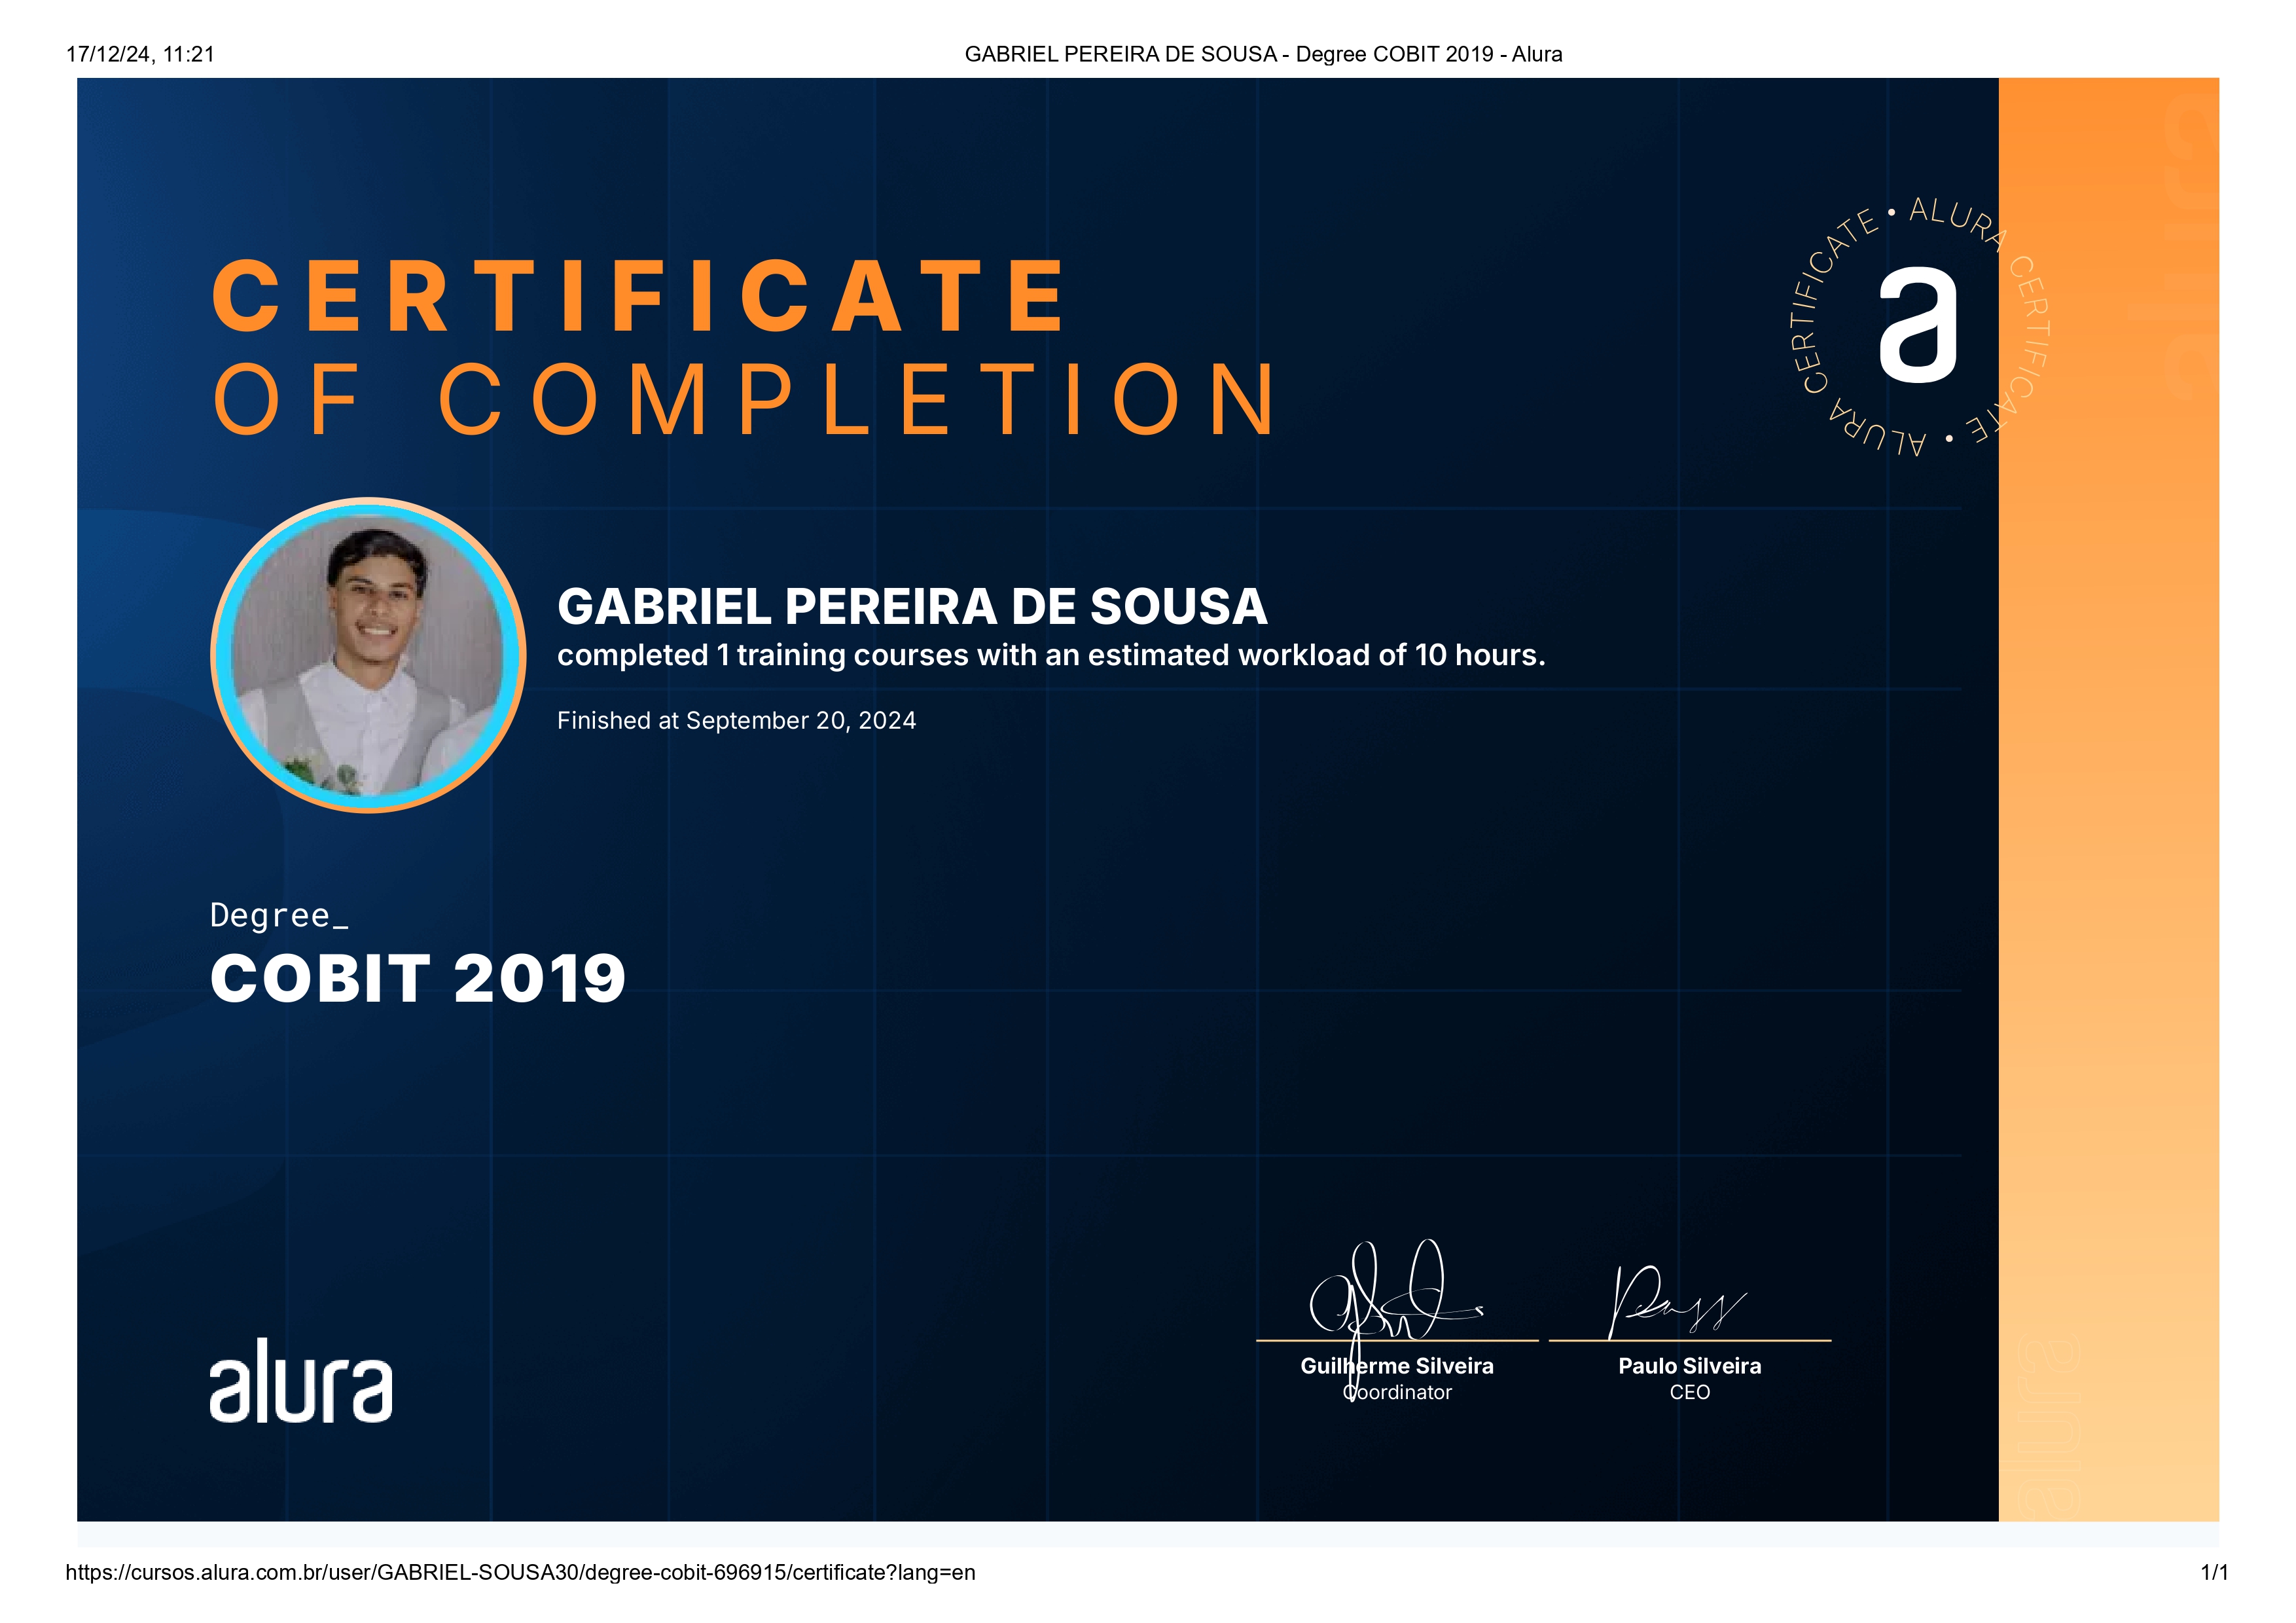 17/12/24, 11:21
GABRIEL PEREIRA DE SOUSA - Degree COBIT 2019 - Alura
alura
CERTIFICATE
OF COMPLETION
ALURA CERTIFICATE • ALURA CERTIFICATE •
a
GABRIEL PEREIRA DE SOUSA
completed 1 training courses with an estimated workload of 10 hours.
Finished at September 20, 2024
Degree_
COBIT 2019
alura
Guilherme Silveira
Coordinator
Paulo Silveira
CEO
alura
https://cursos.alura.com.br/user/GABRIEL-SOUSA30/degree-cobit-696915/certificate?lang=en
1/1